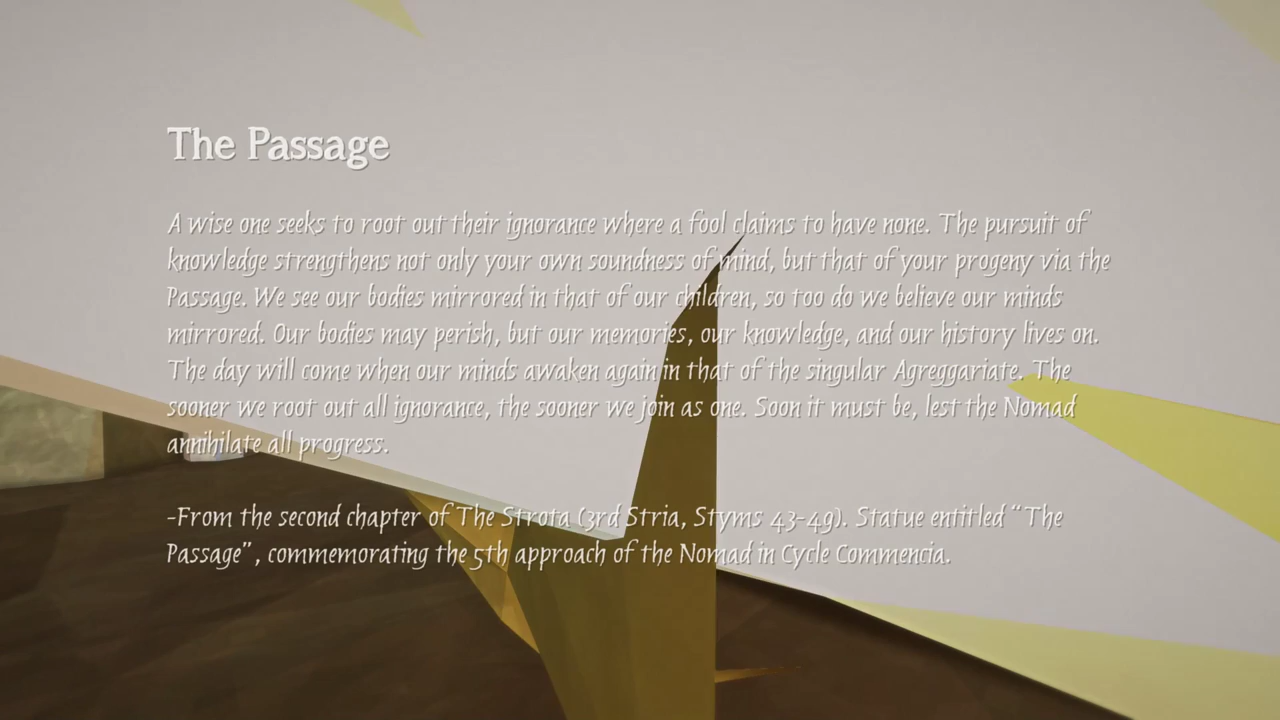 The Passage
A wise one seeks to root out their ignorance where a fool claims to have none. The pursuit of
knowledge strengthens not only your own soundness of mind, but that of your progeny via the
Passage. We see our bodies mirrored in that of our children, so too do we believe our minds
mirrored. Our bodies may perish, but our memories, our knowledge, and our history lives on.
The day will come when our minds awaken again in that of the singular Agreggariate. The
sooner we root out all ignorance, the sooner we join as one. Soon it must be, lest the Nomad
annihilate all progress.
-From the second chapter of The Strota (3rd Stria, Styms 43-49). Statue entitled “The
Passage”, commemorating the 5th approach of the Nomad in Cycle Commencia.